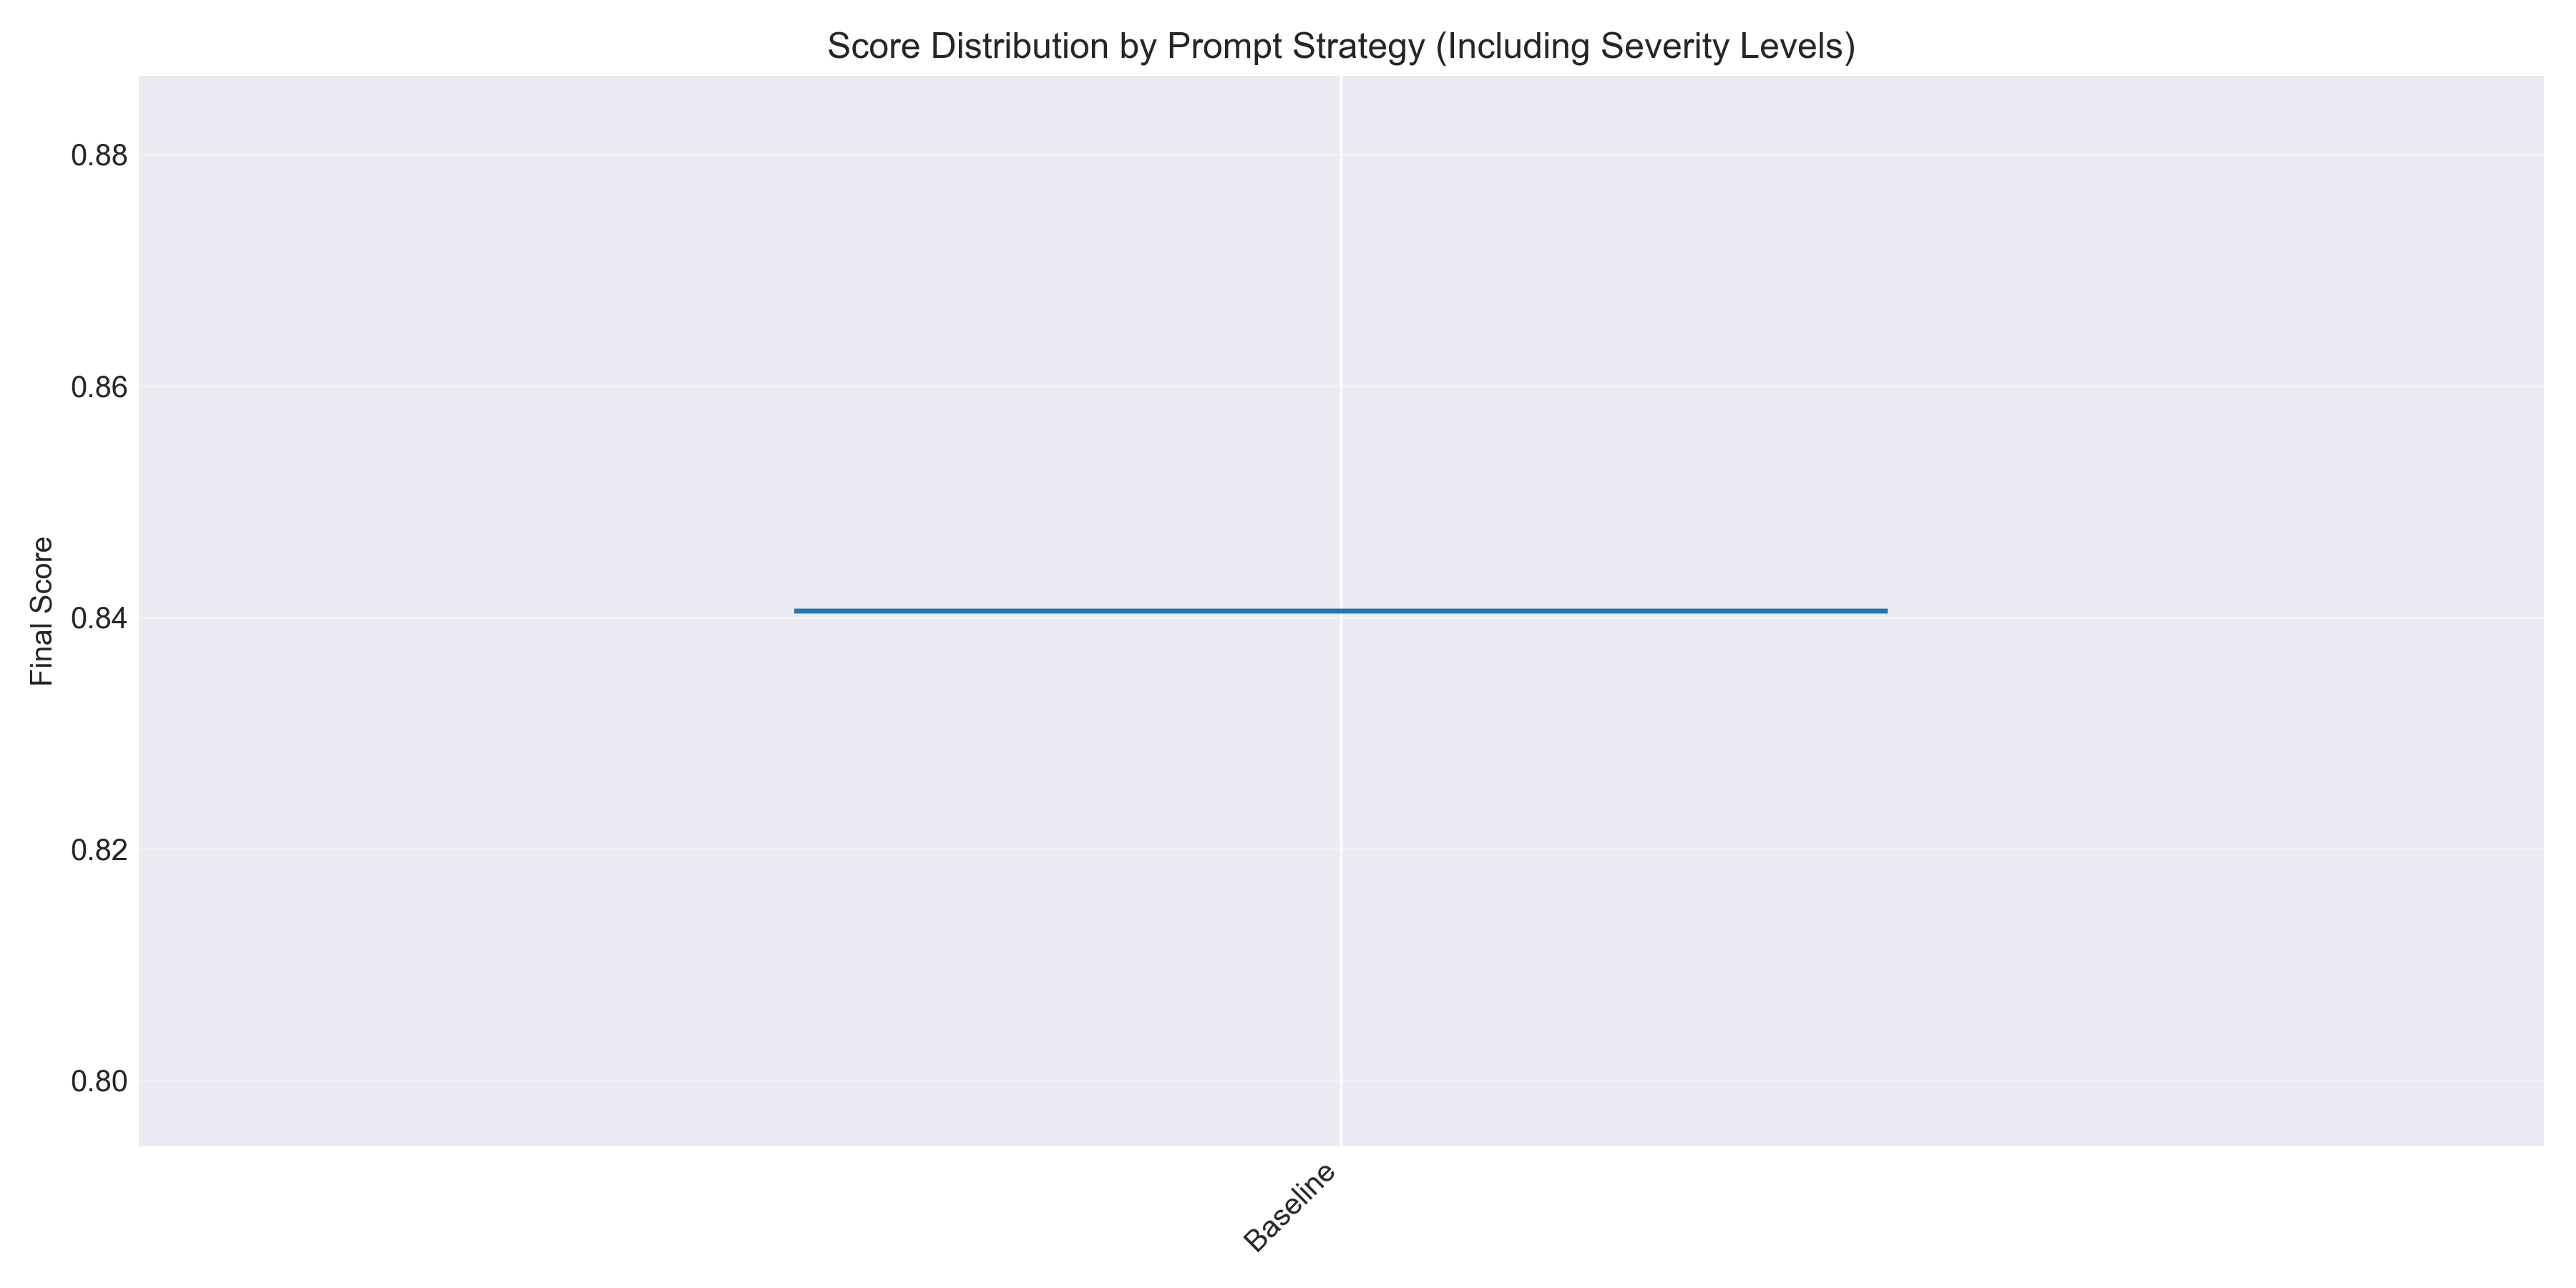 Score Distribution by Prompt Strategy (Including Severity Levels)
0.88
0.86
0.84
0.82
0.80
Final Score
Baseline